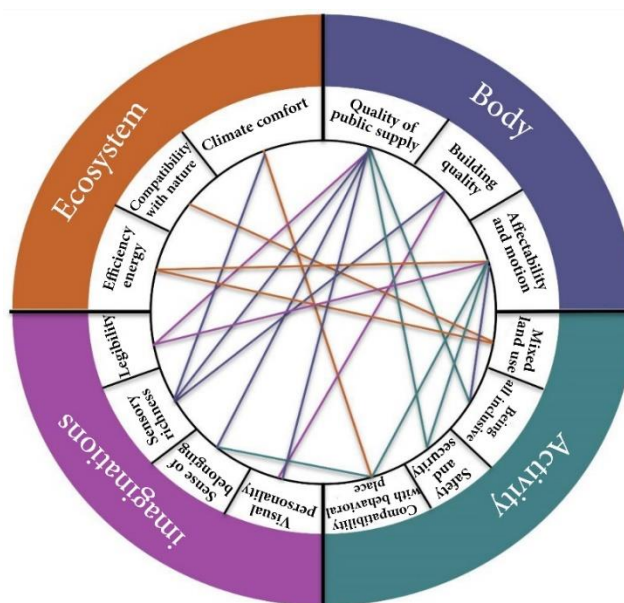 Ecosystem
Body
Activity
imaginations
Climate comfort
Quality of
public supply
Building
quality
Affectability
and motion
Mixed
land use
Being
all inclusive
Safety
and
security
Compatibility
with behavioral
place
Visual
personality
Sense of
belonging
Sensory
richness
Legibility
Efficiency
energy
Compatibility
with nature